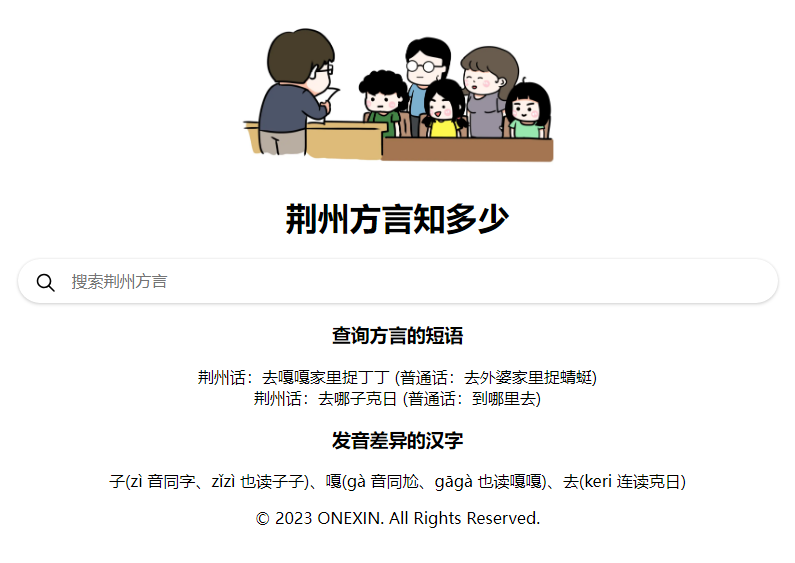 荆州方言知多少
搜索荆州方言
查询方言的短语
荆州话：去嘎嘎家里捉丁丁 (普通话：去外婆家里捉蜻蜓)
荆州话：去哪子克日 (普通话：到哪里去)
发音差异的汉字
子(zì 音同字、zǐzì 也读子子)、嘎(gà 音同尬、gāgà 也读嘎嘎)、去(keri 连读克日)
© 2023 ONEXIN. All Rights Reserved.